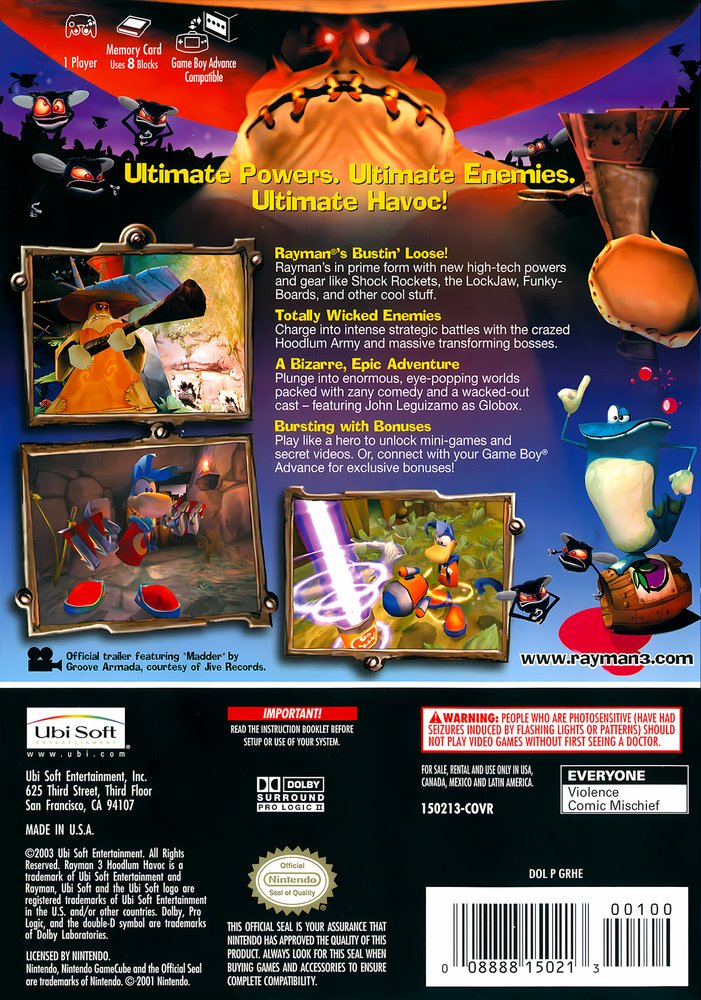 1 Player
Memory Card
Uses 8 Blocks
Game Boy Advance
Compatible
Ultimate Powers. Ultimate Enemies.
Ultimate Havoc!
Rayman®'s Bustin' Loose!
Rayman's in prime form with new high-tech powers
and gear like Shock Rockets, the LockJaw, Funky-
Boards, and other cool stuff.
Totally Wicked Enemies
Charge into intense strategic battles with the crazed
Hoodlum Army and massive transforming bosses.
A Bizarre, Epic Adventure
Plunge into enormous, eye-popping worlds
packed with zany comedy and a wacked-out
cast – featuring John Leguizamo as Globox.
Bursting with Bonuses
Play like a hero to unlock mini-games and
secret videos. Or, connect with your Game Boy®
Advance for exclusive bonuses!
Official trailer featuring "Madder" by
Groove Armada, courtesy of Jive Records.
www.rayman3.com
Ubi Soft
ENTERTAINMENT
®
www.ubi.com
Ubi Soft Entertainment, Inc.
625 Third Street, Third Floor
San Francisco, CA 94107
MADE IN U.S.A.
©2003 Ubi Soft Entertainment. All Rights
Reserved. Rayman 3 Hoodlum Havoc is a
trademark of Ubi Soft Entertainment and
Rayman, Ubi Soft and the Ubi Soft logo are
registered trademarks of Ubi Soft Entertainment
in the U.S. and/or other countries. Dolby, Pro
Logic, and the double-D symbol are trademarks
of Dolby Laboratories.
LICENSED BY NINTENDO.
Nintendo, Nintendo GameCube and the Official Seal
are trademarks of Nintendo. ©2001 Nintendo.
IMPORTANT!
READ THE INSTRUCTION BOOKLET BEFORE
SETUP OR USE OF YOUR SYSTEM.
DOLBY
SURROUND
PRO LOGIC II
Official
Nintendo
Seal of Quality
®
THIS OFFICIAL SEAL IS YOUR ASSURANCE THAT
NINTENDO HAS APPROVED THE QUALITY OF THIS
PRODUCT. ALWAYS LOOK FOR THIS SEAL WHEN
BUYING GAMES AND ACCESSORIES TO ENSURE
COMPLETE COMPATIBILITY.
WARNING: PEOPLE WHO ARE PHOTOSENSITIVE (HAVE HAD
SEIZURES INDUCED BY FLASHING LIGHTS OR PATTERNS) SHOULD
NOT PLAY VIDEO GAMES WITHOUT FIRST SEEING A DOCTOR.
FOR SALE, RENTAL AND USE ONLY IN USA,
CANADA, MEXICO AND LATIN AMERICA.
150213-COVR
EVERYONE
Violence
Comic Mischief
DOL P GRHE
00100
0 08888 15021 3